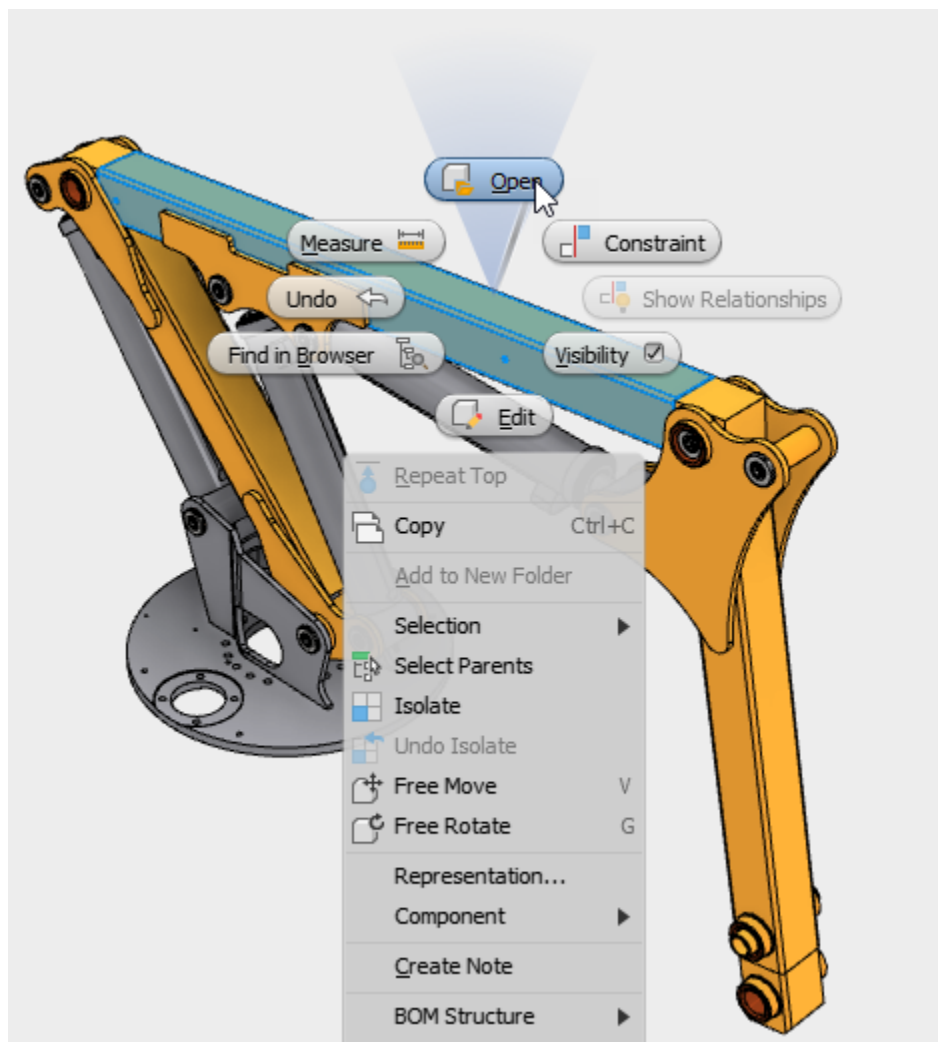 Open
Measure
Constraint
Undo
Show Relationships
Find in Browser
Visibility
Edit
Repeat Top
Copy Ctrl+C
Add to New Folder
Selection
Select Parents
Isolate
Undo Isolate
Free Move V
Free Rotate G
Representation...
Component
Create Note
BOM Structure